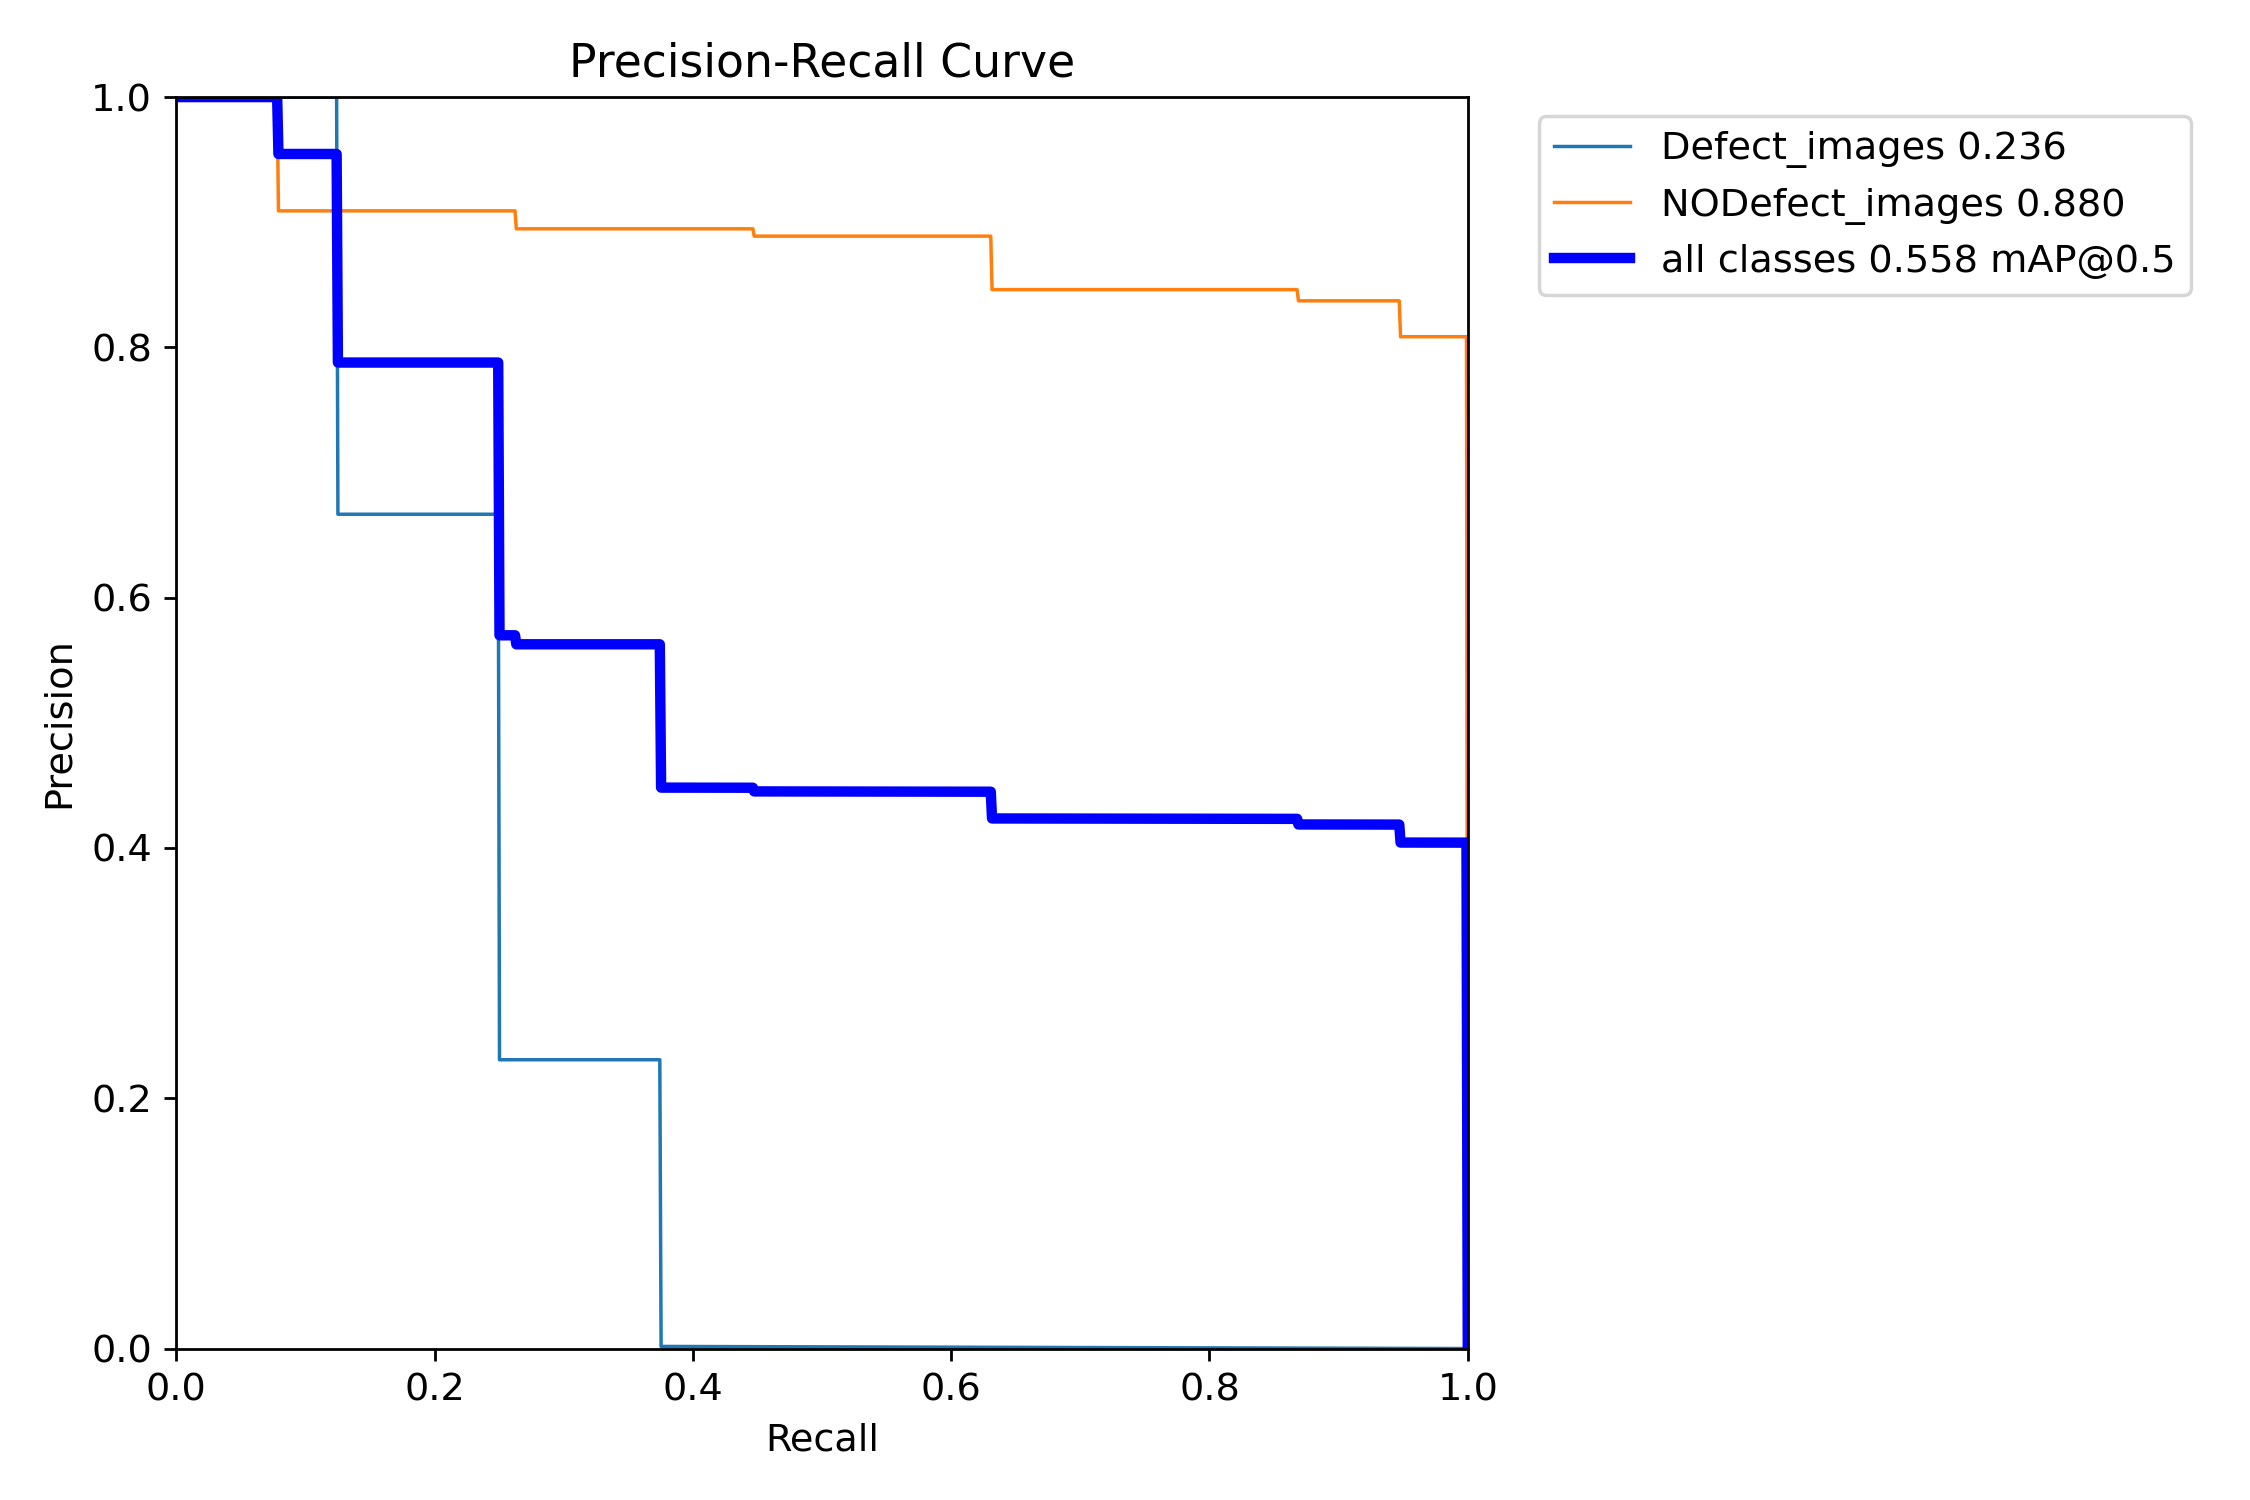 Precision-Recall Curve
1.0
0.8
0.6
0.4
0.2
0.0
Precision
0.0 0.2 0.4 0.6 0.8 1.0
Recall
Defect_images 0.236
NODefect_images 0.880
all classes 0.558 mAP@0.5